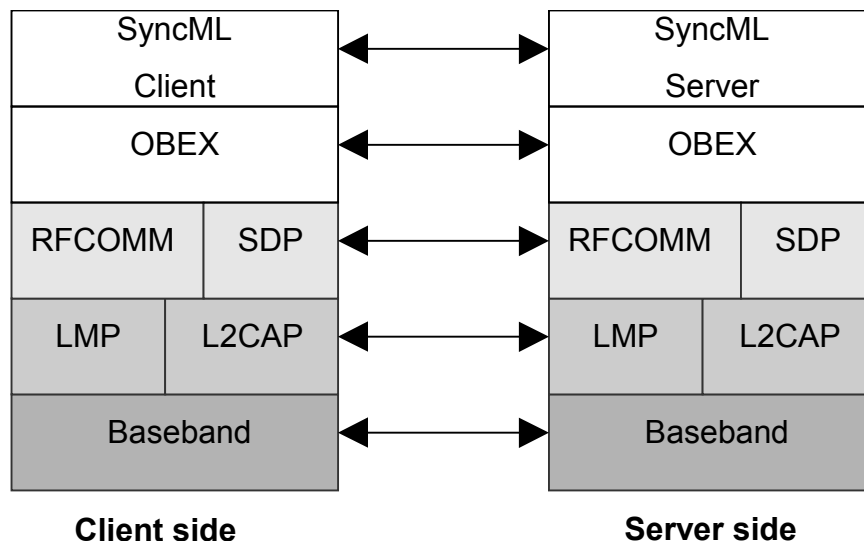 SyncML
Client
OBEX
RFCOMM SDP
LMP L2CAP
Baseband
Client side
SyncML
Server
OBEX
RFCOMM SDP
LMP L2CAP
Baseband
Server side